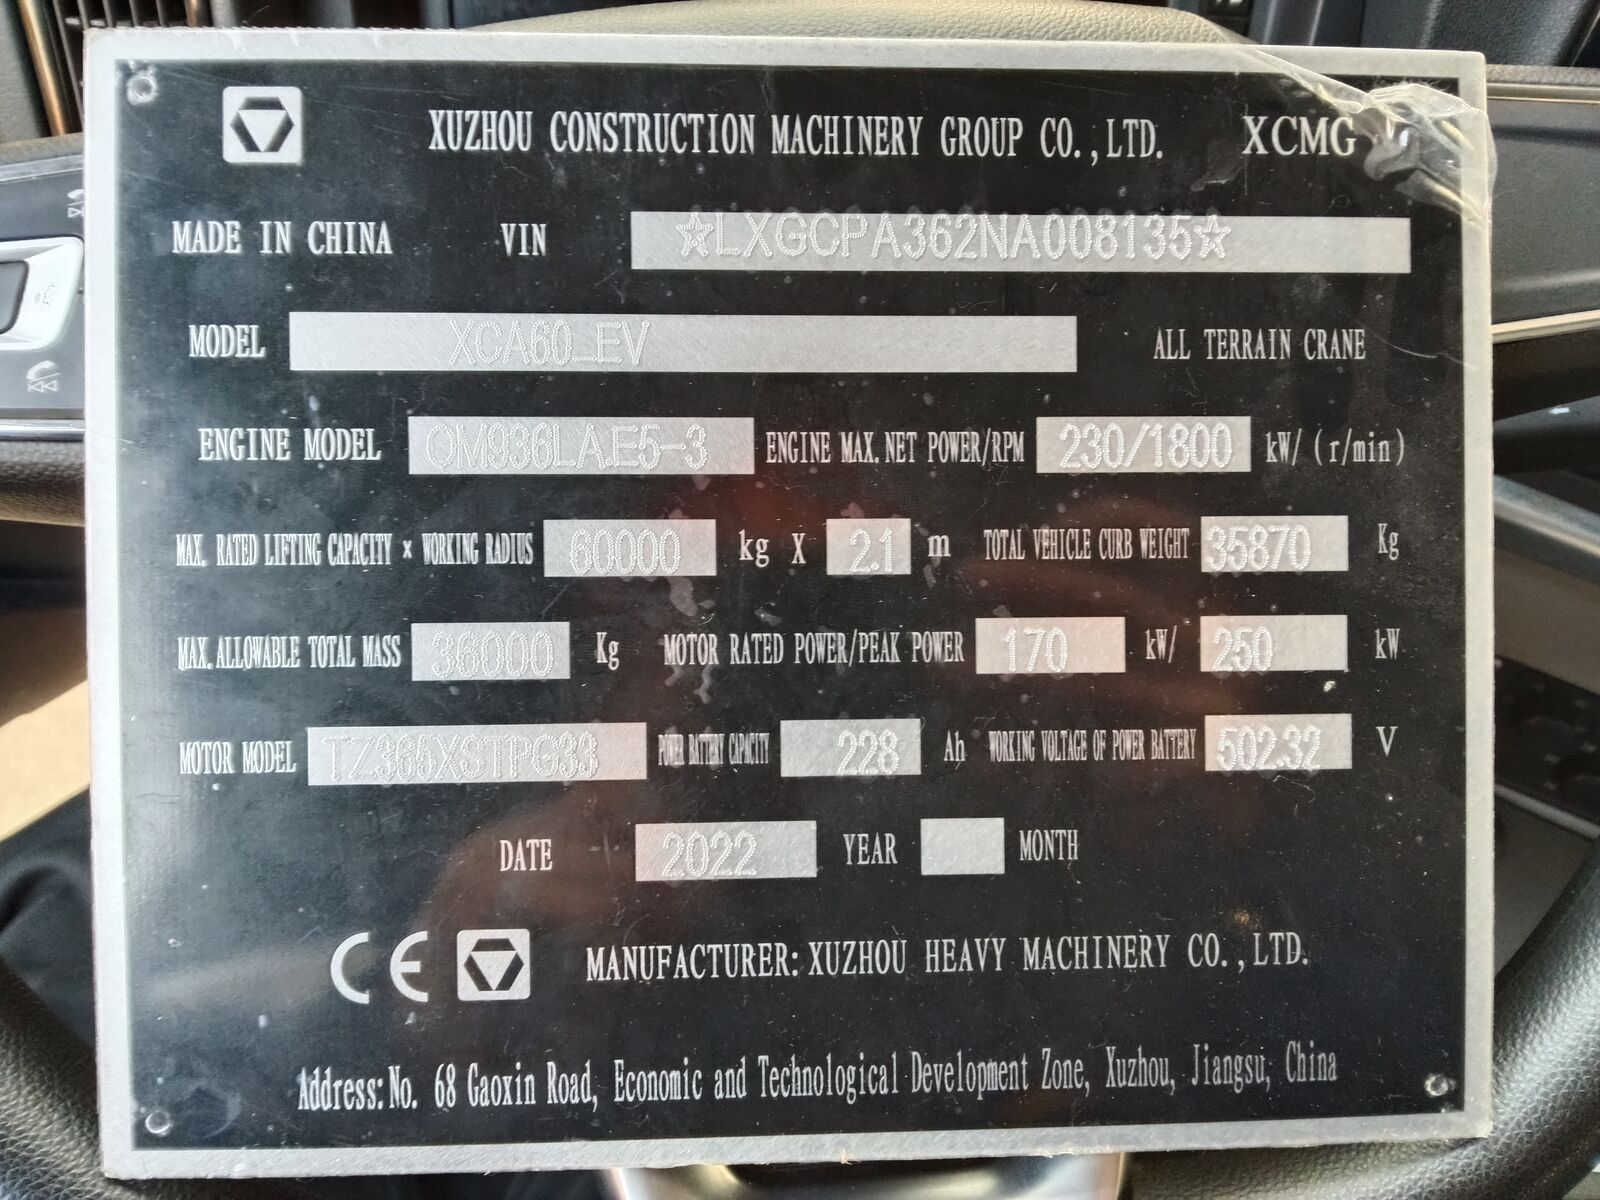 XUZHOU CONSTRUCTION MACHINERY GROUP CO.,LTD. XCMG
MADE IN CHINA VIN ☆LXGCPA362NA008135☆
MODEL XCA60_EV ALL TERRAIN CRANE
ENGINE MODEL OM936LA.E5-3 ENGINE MAX.NET POWER/RPM 230/1800 kW/(r/min)
MAX. RATED LIFTING CAPACITY × WORKING RADIUS 60000 kg X 2.1 m TOTAL VEHICLE CURB WEIGHT 35870 Kg
MAX.ALLOWABLE TOTAL MASS 36000 Kg MOTOR RATED POWER/PEAK POWER 170 kW/ 250 kW
MOTOR MODEL TZ365XSTPG33 POWER BATTERY CAPACITY 228 Ah WORKING VOLTAGE OF POWER BATTERY 502.32 V
DATE 2022 YEAR MONTH
CE MANUFACTURER: XUZHOU HEAVY MACHINERY CO.,LTD.
Address: No. 68 Gaoxin Road, Economic and Technological Development Zone, Xuzhou, Jiangsu, China